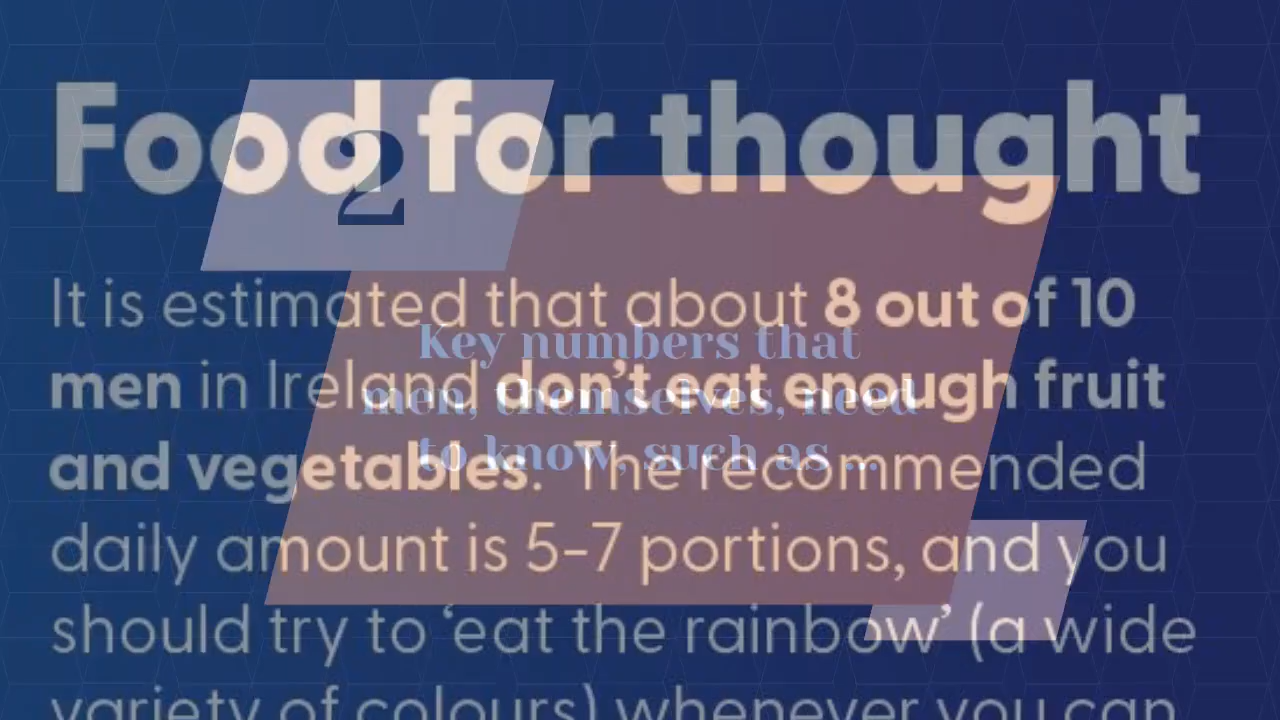 Food for thought
2
It is estimated that about 8 out of 10
men in Ireland don't eat enough fruit
and vegetables. The recommended
daily amount is 5-7 portions, and you
should try to ‘eat the rainbow’ (a wide
variety of colours) whenever you can
Key numbers that
men, themselves, need
to know, such as ...